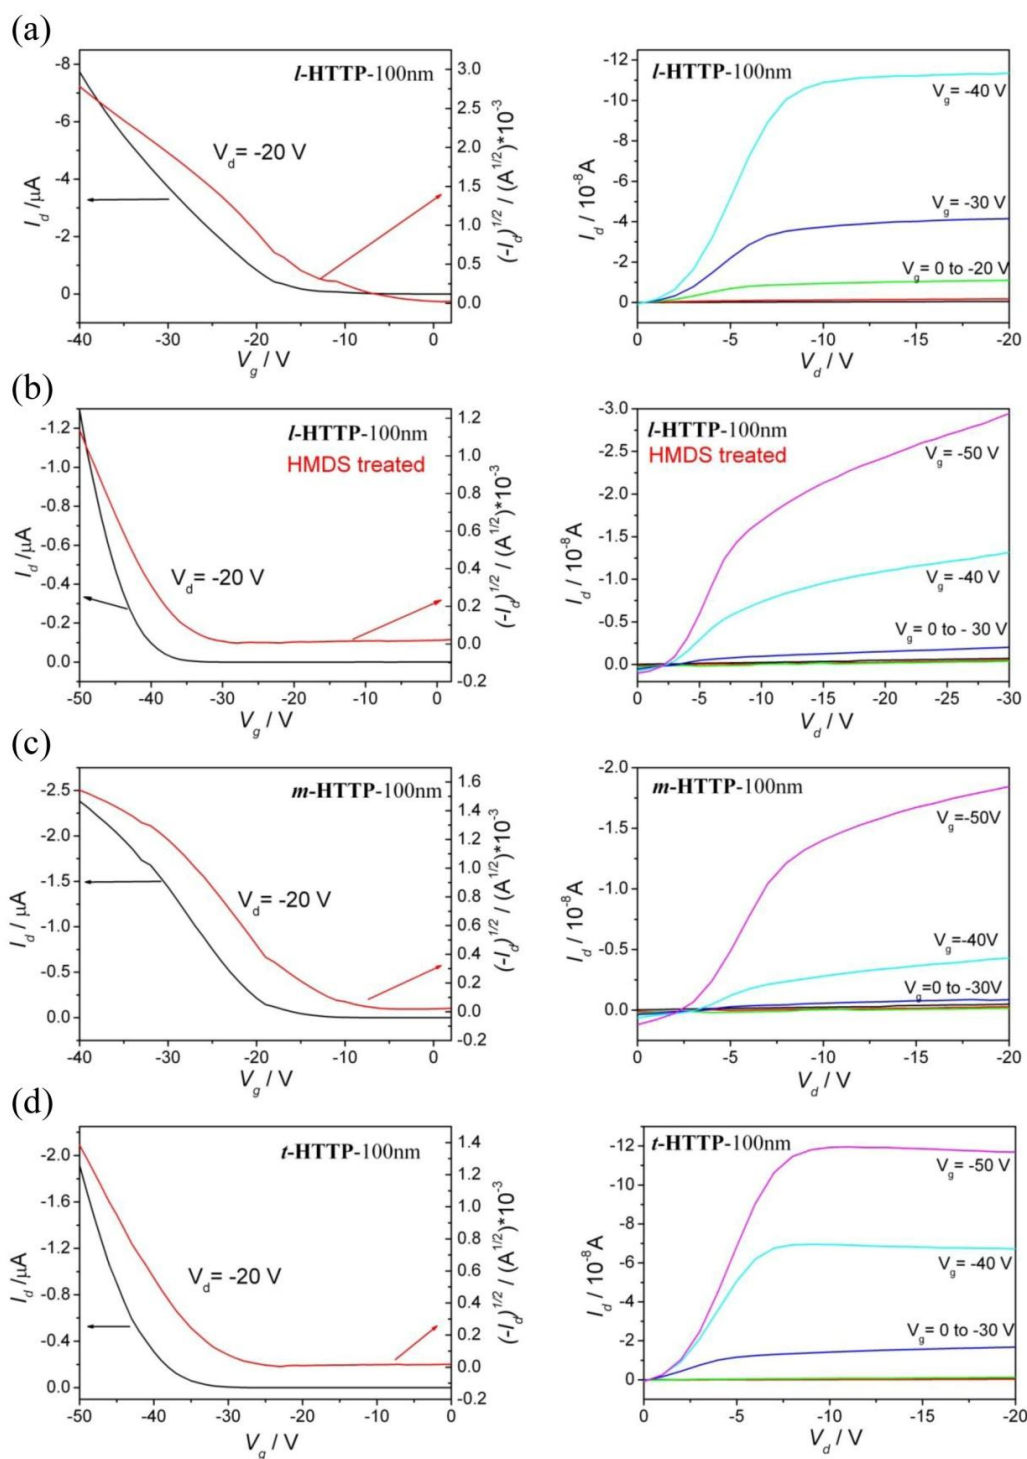 (a)
l-HTTP-100nm
V_d= -20 V
I_d /μA
(-I_d)^1/2 / (A^1/2)*10^-3
-8
-6
-4
-2
0
3.0
2.5
2.0
1.5
1.0
0.5
0.0
-40 -30 -20 -10 0
V_g / V
l-HTTP-100nm
V_g= -40 V
V_g= -30 V
V_g= 0 to -20 V
I_d / 10^-8A
-12
-10
-8
-6
-4
-2
0
0 -5 -10 -15 -20
V_d / V
(b)
l-HTTP-100nm
HMDS treated
V_d= -20 V
I_d /μA
(-I_d)^1/2 / (A^1/2)*10^-3
-1.2
-1.0
-0.8
-0.6
-0.4
-0.2
0.0
1.2
1.0
0.8
0.6
0.4
0.2
0.0
-0.2
-50 -40 -30 -20 -10 0
V_g / V
l-HTTP-100nm
HMDS treated
V_g= -50 V
V_g= -40 V
V_g= 0 to - 30 V
I_d / 10^-8A
-3.0
-2.5
-2.0
-1.5
-1.0
-0.5
0.0
0 -5 -10 -15 -20 -25 -30
V_d / V
(c)
m-HTTP-100nm
V_d= -20 V
I_d / μA
(-I_d)^1/2 / (A^1/2)*10^-3
-2.5
-2.0
-1.5
-1.0
-0.5
0.0
1.6
1.4
1.2
1.0
0.8
0.6
0.4
0.2
0.0
-0.2
-40 -30 -20 -10 0
V_g / V
m-HTTP-100nm
V_g=-50V
V_g=-40V
V_g=0 to -30V
I_d / 10^-8A
-2.0
-1.5
-1.0
-0.5
0.0
0 -5 -10 -15 -20
V_d / V
(d)
t-HTTP-100nm
V_d= -20 V
I_d /μA
(-I_d)^1/2 / (A^1/2)*10^-3
-2.0
-1.6
-1.2
-0.8
-0.4
0.0
1.4
1.2
1.0
0.8
0.6
0.4
0.2
0.0
-0.2
-50 -40 -30 -20 -10 0
V_g / V
t-HTTP-100nm
V_g= -50 V
V_g= -40 V
V_g= 0 to -30 V
I_d / 10^-8A
-12
-10
-8
-6
-4
-2
0
0 -5 -10 -15 -20
V_d / V